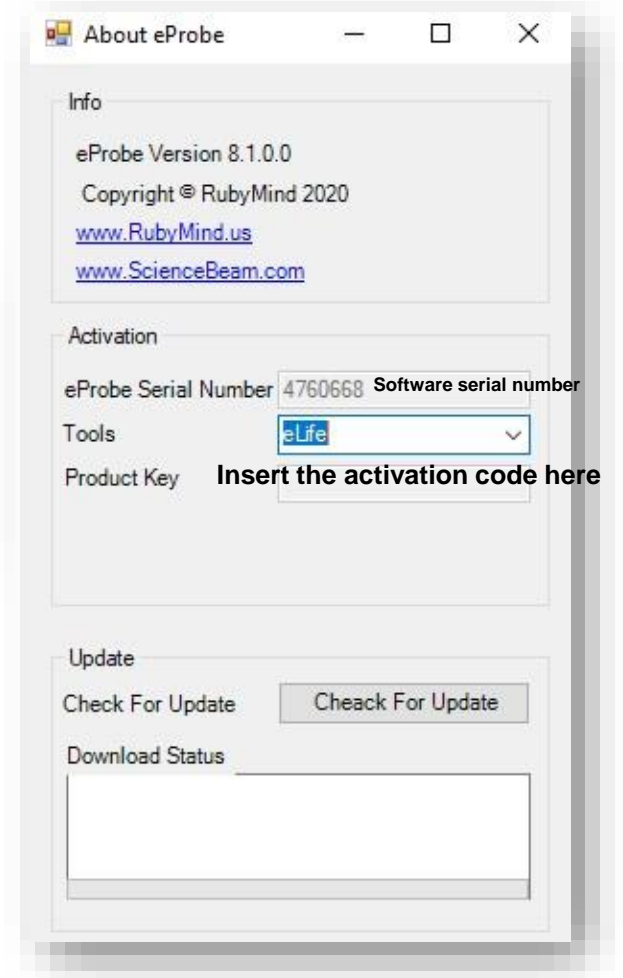 About eProbe
Info
eProbe Version 8.1.0.0
Copyright © RubyMind 2020
www.RubyMind.us
www.ScienceBeam.com
Activation
eProbe Serial Number 4760668 Software serial number
Tools eLife
Product Key Insert the activation code here
Update
Check For Update Cheack For Update
Download Status